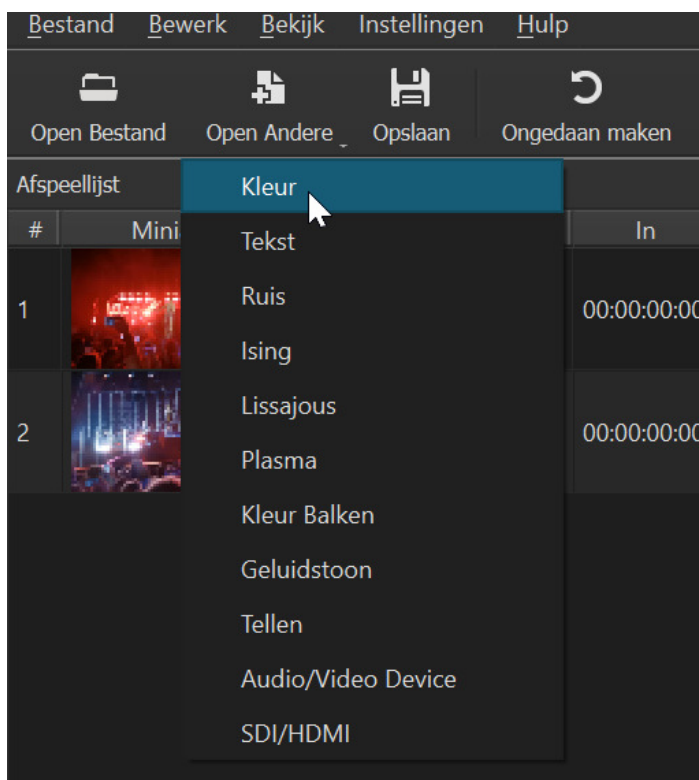 Bestand Bewerk Bekijk Instellingen Hulp
Open Bestand Open Andere Opslaan Ongedaan maken
Afspeellijst
# Mini In
1 00:00:00:00
2 00:00:00:00
Kleur
Tekst
Ruis
Ising
Lissajous
Plasma
Kleur Balken
Geluidstoon
Tellen
Audio/Video Device
SDI/HDMI